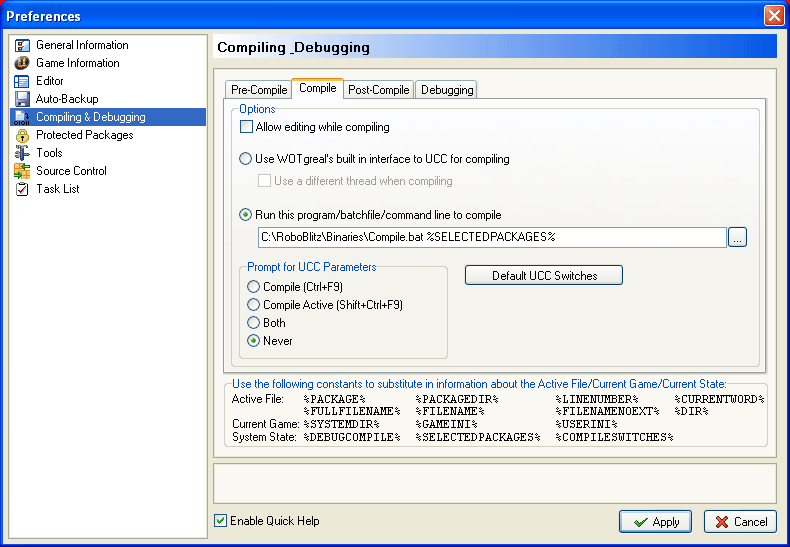 Preferences
General Information
Game Information
Editor
Auto-Backup
Compiling & Debugging
Protected Packages
Tools
Source Control
Task List
Compiling _Debugging
Pre-Compile Compile Post-Compile Debugging
Options
Allow editing while compiling
Use WOTgreal's built in interface to UCC for compiling
Use a different thread when compiling
Run this program/batchfile/command line to compile
C:\RoboBlitz\Binaries\Compile.bat %SELECTEDPACKAGES%
...
Prompt for UCC Parameters
Compile (Ctrl+F9)
Compile Active (Shift+Ctrl+F9)
Both
Never
Default UCC Switches
Use the following constants to substitute in information about the Active File/Current Game/Current State:
Active File: %PACKAGE% %PACKAGEDIR% %LINENUMBER% %CURRENTWORD%
%FULLFILENAME% %FILENAME% %FILENAMENOEXT% %DIR%
Current Game: %SYSTEMDIR% %GAMEINI% %USERINI%
System State: %DEBUGCOMPILE% %SELECTEDPACKAGES% %COMPILESWITCHES%
Enable Quick Help
Apply
Cancel